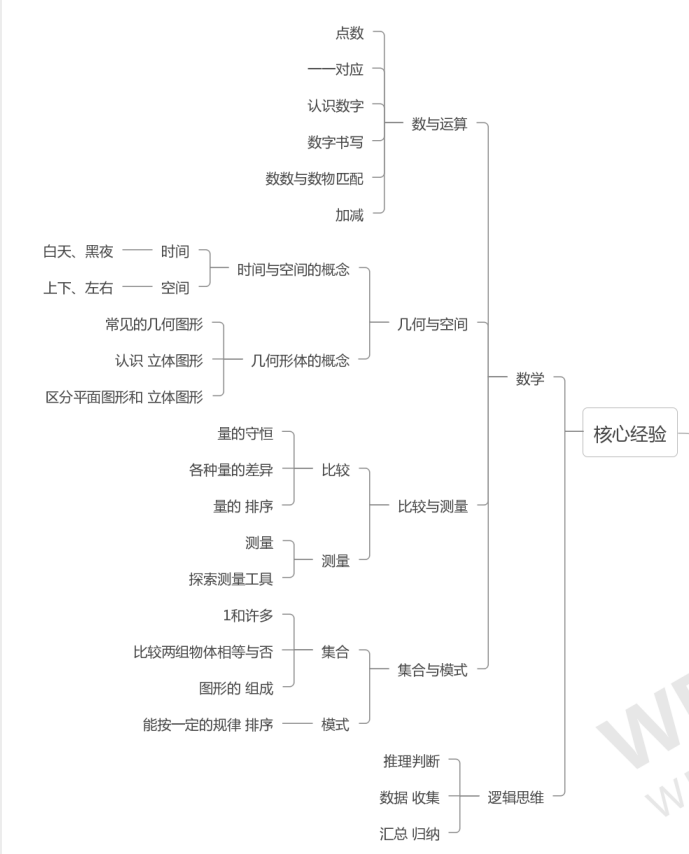 点数
一一对应
认识数字
数与运算
数字书写
数数与数物匹配
加减
白天、黑夜
时间
时间与空间的概念
上下、左右
空间
常见的几何图形
几何与空间
认识 立体图形
几何形体的概念
区分平面图形和 立体图形
数学
核心经验
量的守恒
各种量的差异
比较
量的 排序
比较与测量
测量
测量
探索测量工具
1和许多
比较两组物体相等与否
集合
集合与模式
图形的 组成
能按一定的规律 排序
模式
推理判断
数据 收集
逻辑思维
汇总 归纳